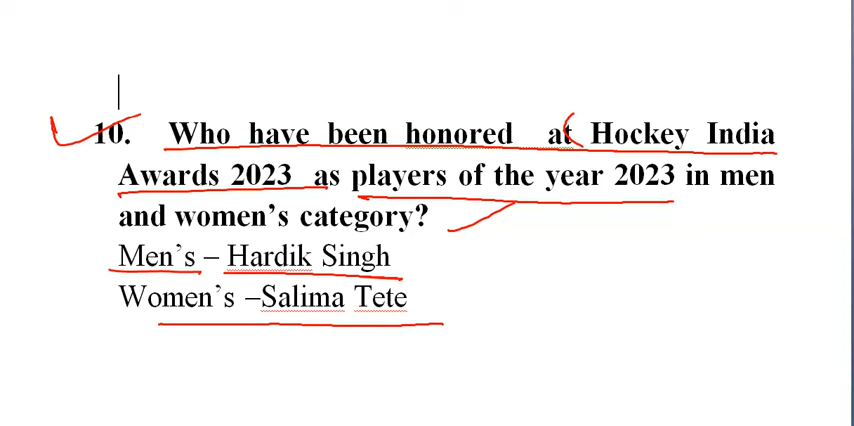 10. Who have been honored at Hockey India
Awards 2023 as players of the year 2023 in men
and women’s category?
Men’s – Hardik Singh
Women’s –Salima Tete